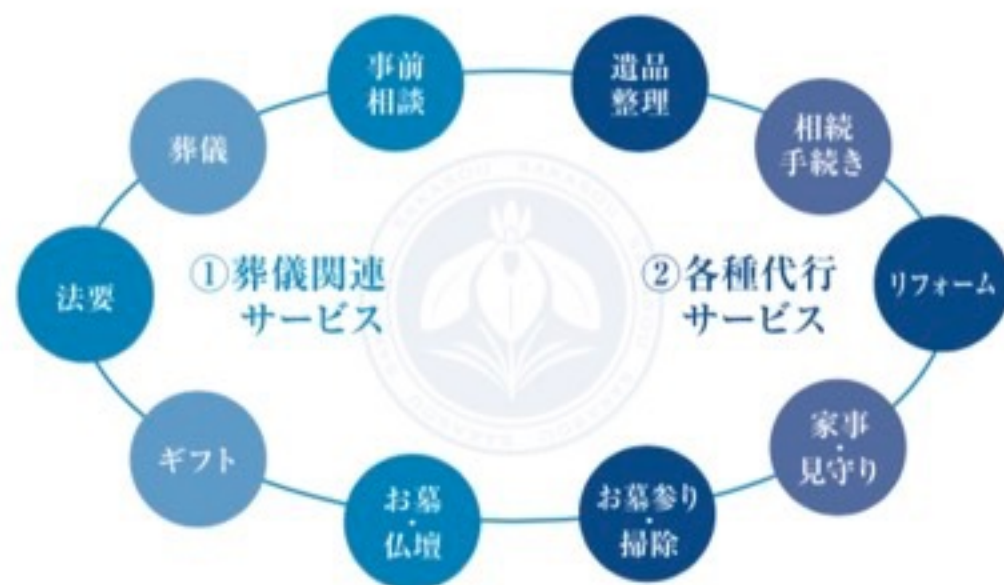 事前
相談
遺品
整理
葬儀
相続
手続き
法要
①葬儀関連
サービス
②各種代行
サービス
リフォーム
ギフト
家事
・
見守り
お墓
・
仏壇
お墓参り
・
掃除